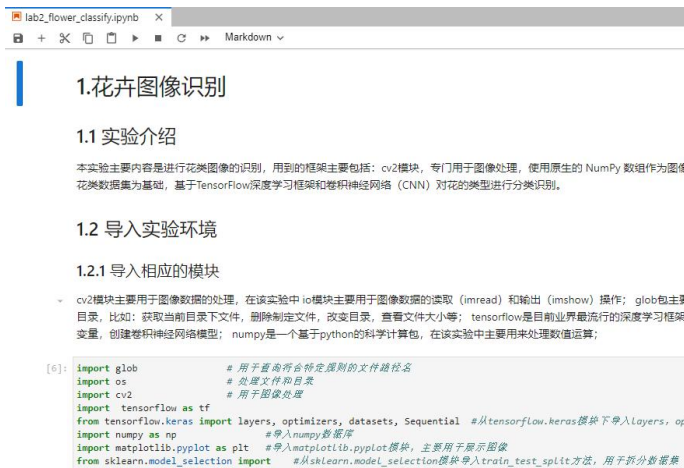 lab2_flower_classify.ipynb
Markdown
1.花卉图像识别
1.1 实验介绍
本实验主要内容是进行花类图像的识别，用到的框架主要包括：cv2模块，专门用于图像处理，使用原生的 NumPy 数组作为图像
花类数据集为基础，基于TensorFlow深度学习框架和卷积神经网络（CNN）对花的类型进行分类识别。
1.2 导入实验环境
1.2.1 导入相应的模块
cv2模块主要用于图像数据的处理，在该实验中 io模块主要用于图像数据的读取（imread）和输出（imshow）操作； glob包主要
目录，比如：获取当前目录下文件，删除制定文件，改变目录，查看文件大小等； tensorflow是目前业界最流行的深度学习框架
变量，创建卷积神经网络模型； numpy是一个基于python的科学计算包，在该实验中主要用来处理数值运算；
[6]: import glob # 用于查询符合特定规则的文件路径名
import os # 处理文件和目录
import cv2 # 用于图像处理
import tensorflow as tf
from tensorflow.keras import layers, optimizers, datasets, Sequential #从tensorflow.keras模块下导入layers，op
import numpy as np #导入numpy数据库
import matplotlib.pyplot as plt #导入matplotlib.pyplot模块，主要用于展示图像
from sklearn.model_selection import #从sklearn.model_selection模块导入train_test_split方法，用于拆分数据集